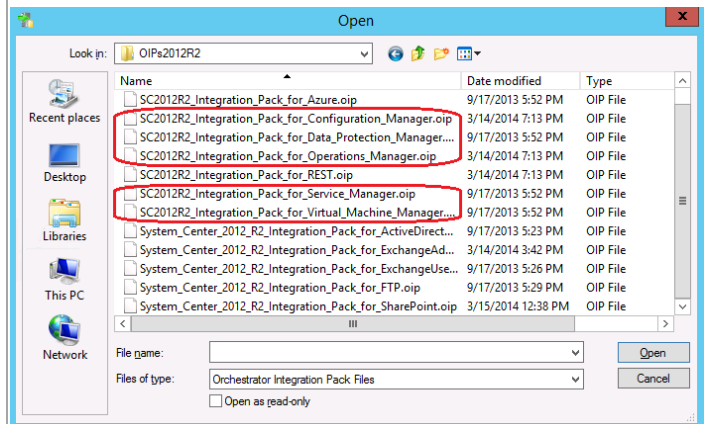 Open
x
Look in: OIPs2012R2
Name Date modified Type
SC2012R2_Integration_Pack_for_Azure.oip 9/17/2013 5:52 PM OIP File
SC2012R2_Integration_Pack_for_Configuration_Manager.oip 3/14/2014 7:13 PM OIP File
SC2012R2_Integration_Pack_for_Data_Protection_Manager.... 9/17/2013 5:52 PM OIP File
SC2012R2_Integration_Pack_for_Operations_Manager.oip 3/14/2014 7:13 PM OIP File
SC2012R2_Integration_Pack_for_REST.oip 3/14/2014 7:13 PM OIP File
SC2012R2_Integration_Pack_for_Service_Manager.oip 9/17/2013 5:52 PM OIP File
SC2012R2_Integration_Pack_for_Virtual_Machine_Manager.... 9/17/2013 5:52 PM OIP File
System_Center_2012_R2_Integration_Pack_for_ActiveDirect... 9/17/2013 5:23 PM OIP File
System_Center_2012_R2_Integration_Pack_for_ExchangeAd... 3/14/2014 3:42 PM OIP File
System_Center_2012_R2_Integration_Pack_for_ExchangeUse... 9/17/2013 5:26 PM OIP File
System_Center_2012_R2_Integration_Pack_for_FTP.oip 9/17/2013 5:29 PM OIP File
System_Center_2012_R2_Integration_Pack_for_SharePoint.oip 3/15/2014 12:38 PM OIP File
Recent places
Desktop
Libraries
This PC
Network
File name: Open
Files of type: Orchestrator Integration Pack Files Cancel
Open as read-only